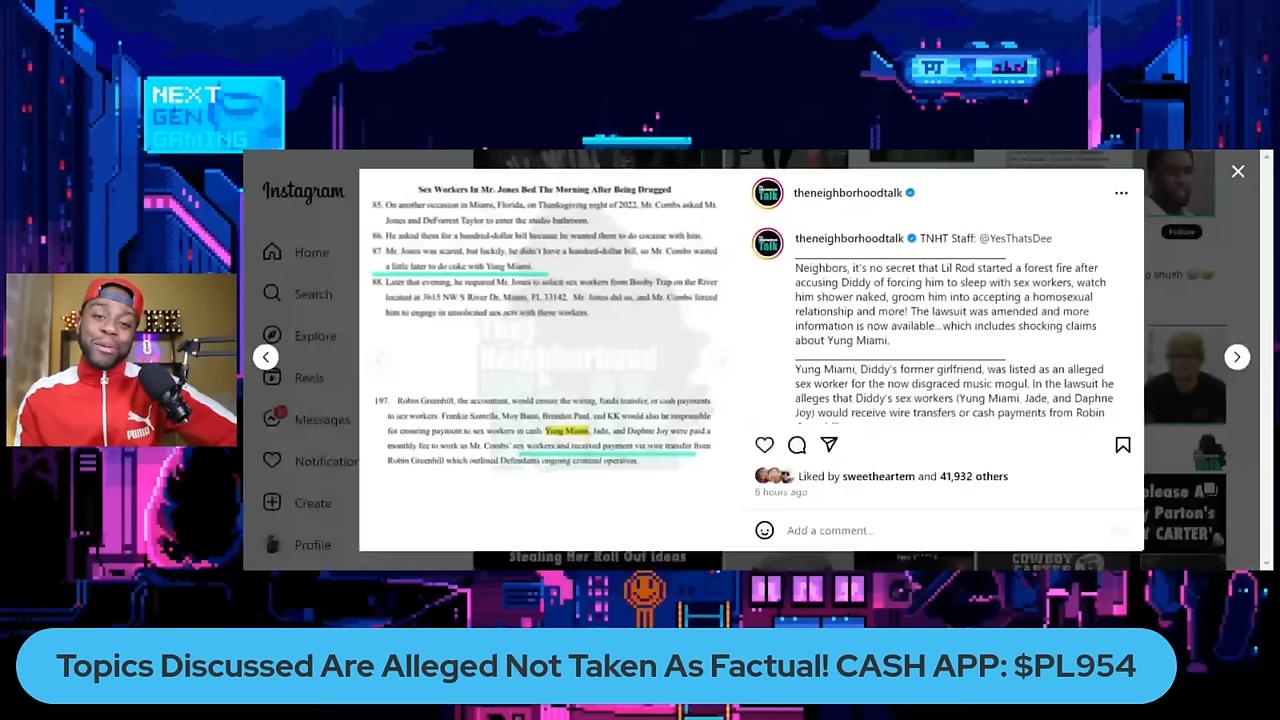 NEXT
GEN
GAMING
Instagram
Home
Search
Explore
Reels
Messages
Notification
Create
Profile
Sex Workers In Mr. Jones Bed The Morning After Being Drugged
85. On another occasion in Miami, Florida, on Thanksgiving night of 2022, Mr. Combs asked Mr.
Jones and DeForrest Taylor to enter the studio bathroom.
86. He asked them for a hundred-dollar bill because he wanted them to do cocaine with him.
87 Mr. Jones was scared, but luckily, he didn't have a hundred-dollar bill, so Mr. Combs waited
a little later to do coke with Yung Miami.
88. Later that evening, he required Mr. Jones to solicit sex workers from Booby Trap on the River
located at 3615 NW S River Dr, Miami, FL 33142. Mr. Jones did so, and Mr. Combs forced
him to engage in unsolicited sex acts with these workers.
197. Robin Greenhill, the accountant, would ensure the wiring, funds transfer, or cash payments
to sex workers. Frankie Santella, Moy Baun, Brendan Paul, and KK would also be responsible
for ensuring payment to sex workers in cash. Yung Miami, Jade, and Daphne Joy were paid a
monthly fee to work as Mr. Combs' sex workers and received payment via wire transfer from
Robin Greenhill which outlined Defendants ongoing criminal operation.
theneighborhoodtalk
theneighborhoodtalk TNHT Staff: @YesThatsDee
Neighbors, it's no secret that Lil Rod started a forest fire after
accusing Diddy of forcing him to sleep with sex workers, watch
him shower naked, groom him into accepting a homosexual
relationship and more! The lawsuit was amended and more
information is now available...which includes shocking claims
about Yung Miami.
Yung Miami, Diddy's former girlfriend, was listed as an alleged
sex worker for the now disgraced music mogul. In the lawsuit he
alleges that Diddy's sex workers (Yung Miami, Jade, and Daphne
Joy) would receive wire transfers or cash payments from Robin
Liked by sweetheartem and 41,932 others
8 hours ago
Add a comment...
Follow
Stealing Her Roll Out Ideas
COWBOY
CARTER
Parton's
CARTER'
Topics Discussed Are Alleged Not Taken As Factual! CASH APP: $PL954